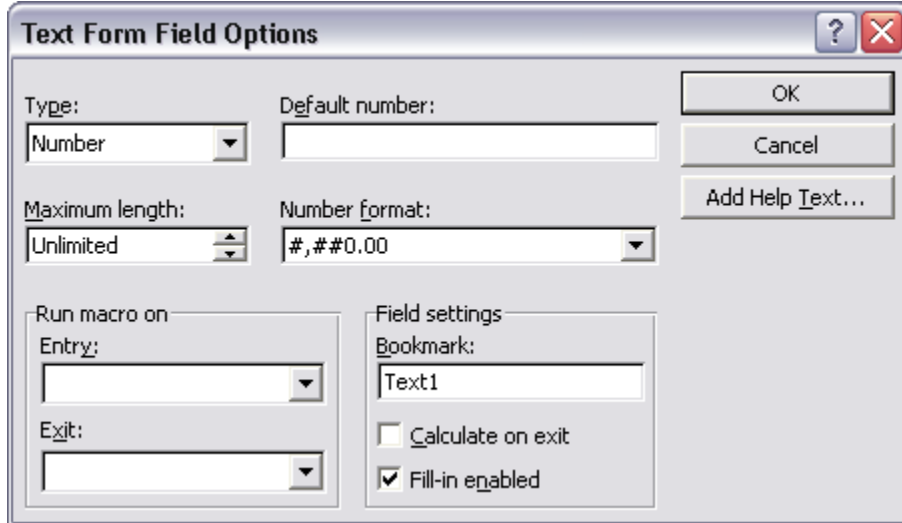 Text Form Field Options
Type:
Default number:
OK
Number
Cancel
Maximum length:
Number format:
Add Help Text...
Unlimited
#,##0.00
Run macro on
Entry:
Exit:
Field settings
Bookmark:
Text1
Calculate on exit
Fill-in enabled